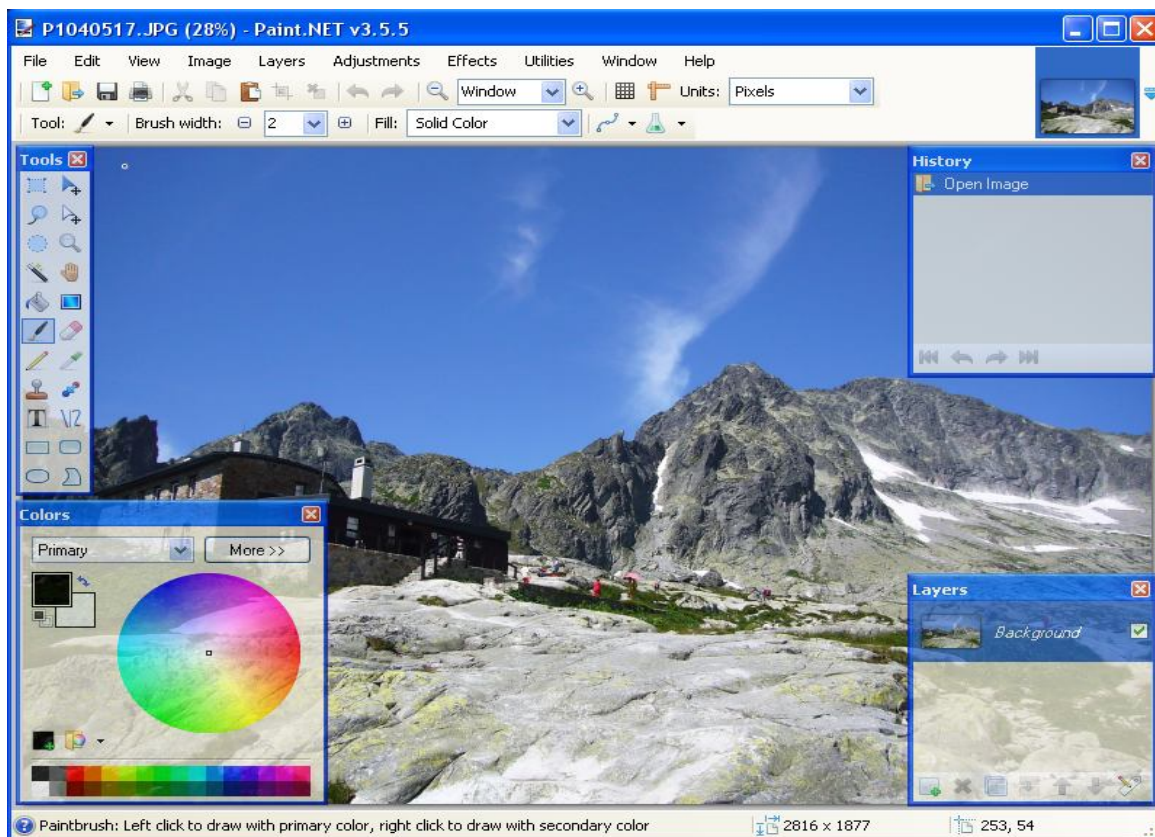 P1040517.JPG (28%) - Paint.NET v3.5.5
File Edit View Image Layers Adjustments Effects Utilities Window Help
Window Units: Pixels
Tool: Brush width: 2 Fill: Solid Color
Tools
History
Open Image
Colors
Primary More >>
Layers
Background
Paintbrush: Left click to draw with primary color, right click to draw with secondary color 2816 x 1877 253, 54